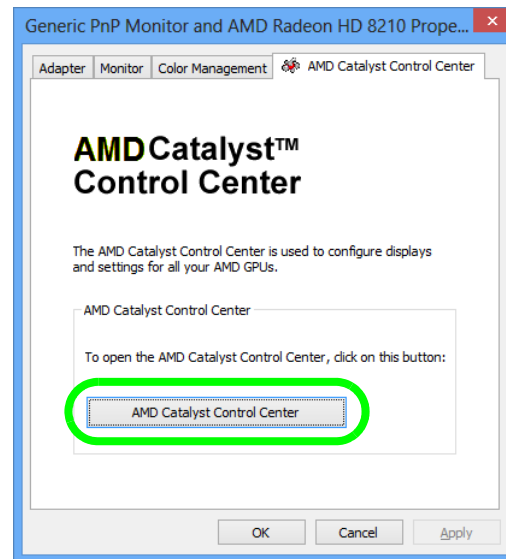 Generic PnP Monitor and AMD Radeon HD 8210 Prope...
Adapter Monitor Color Management AMD Catalyst Control Center
AMD Catalyst™
Control Center
The AMD Catalyst Control Center is used to configure displays
and settings for all your AMD GPUs.
AMD Catalyst Control Center
To open the AMD Catalyst Control Center, click on this button:
AMD Catalyst Control Center
OK Cancel Apply